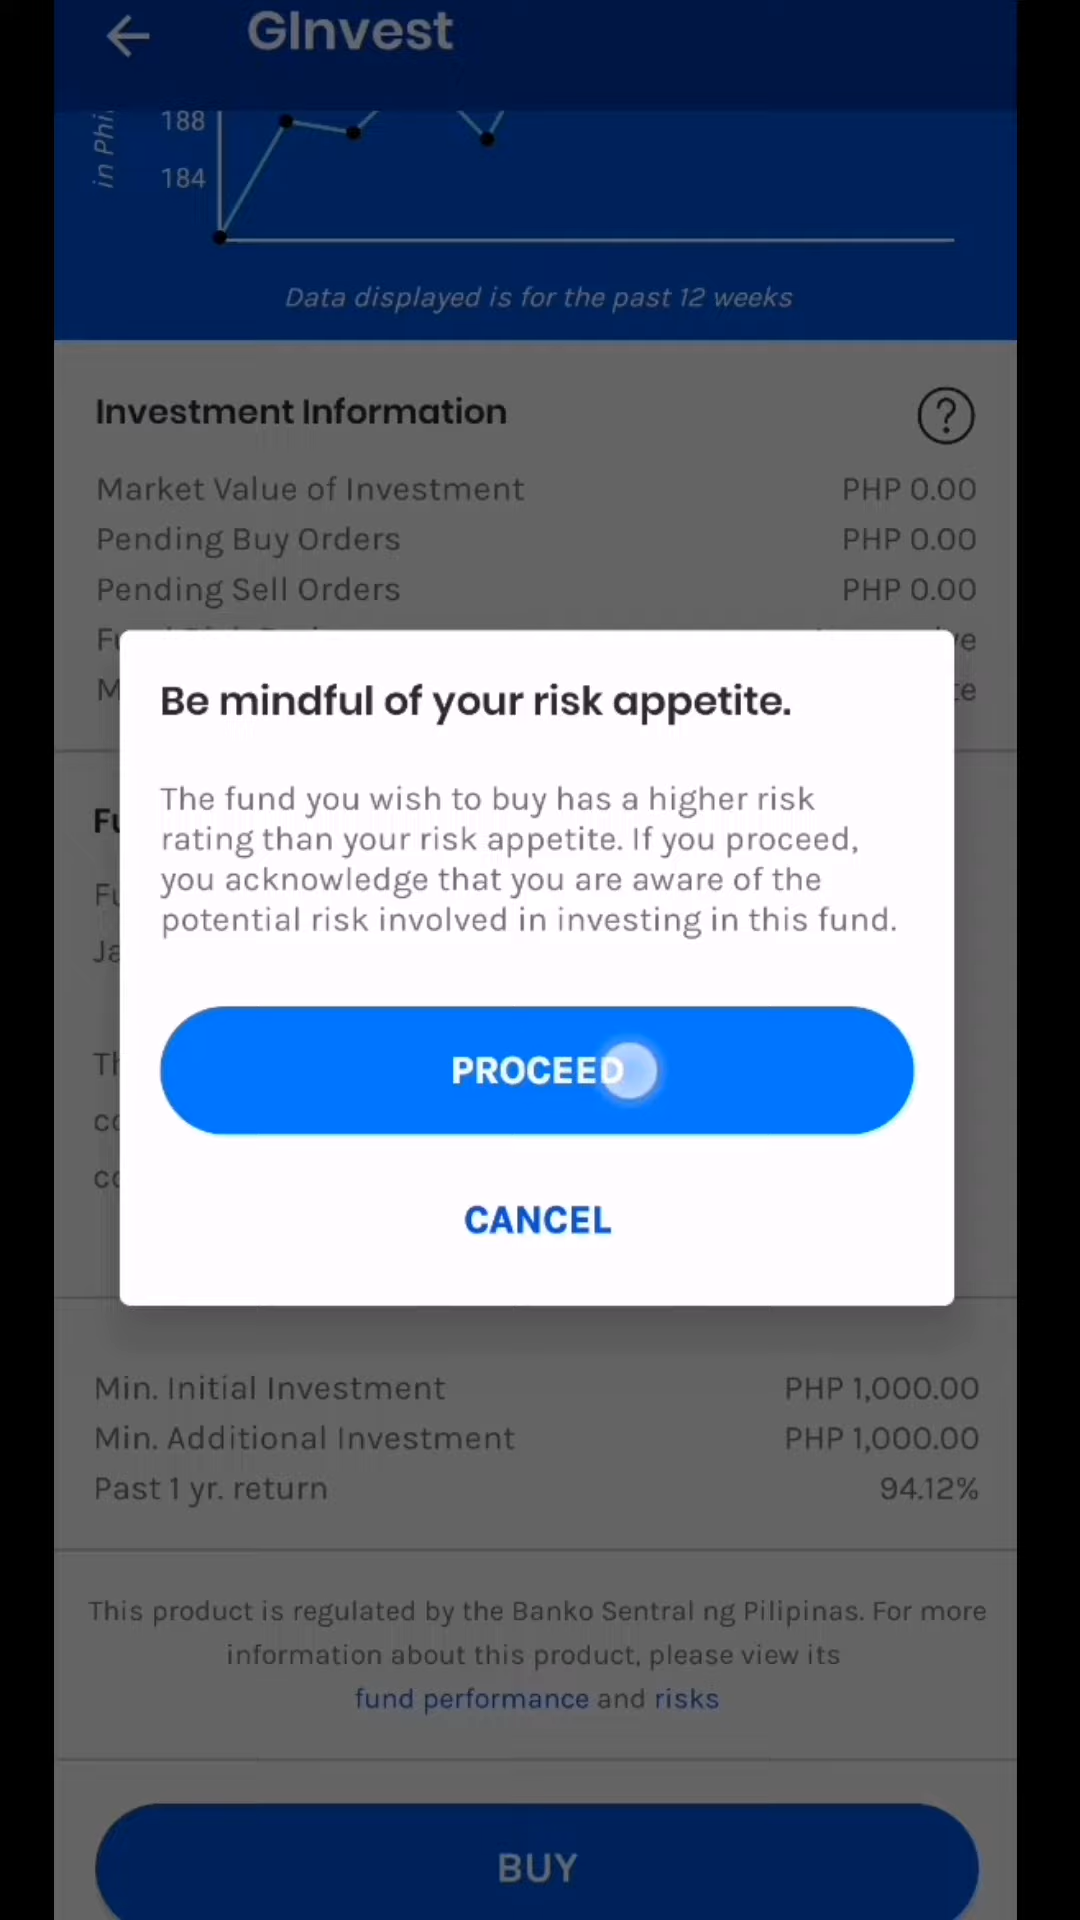 GInvest
188
184
Data displayed is for the past 12 weeks
Investment Information
?
Market Value of Investment PHP 0.00
Pending Buy Orders PHP 0.00
Pending Sell Orders PHP 0.00
Be mindful of your risk appetite.
The fund you wish to buy has a higher risk
rating than your risk appetite. If you proceed,
you acknowledge that you are aware of the
potential risk involved in investing in this fund.
PROCEED
CANCEL
Min. Initial Investment PHP 1,000.00
Min. Additional Investment PHP 1,000.00
Past 1 yr. return 94.12%
This product is regulated by the Banko Sentral ng Pilipinas. For more
information about this product, please view its
fund performance and risks
BUY